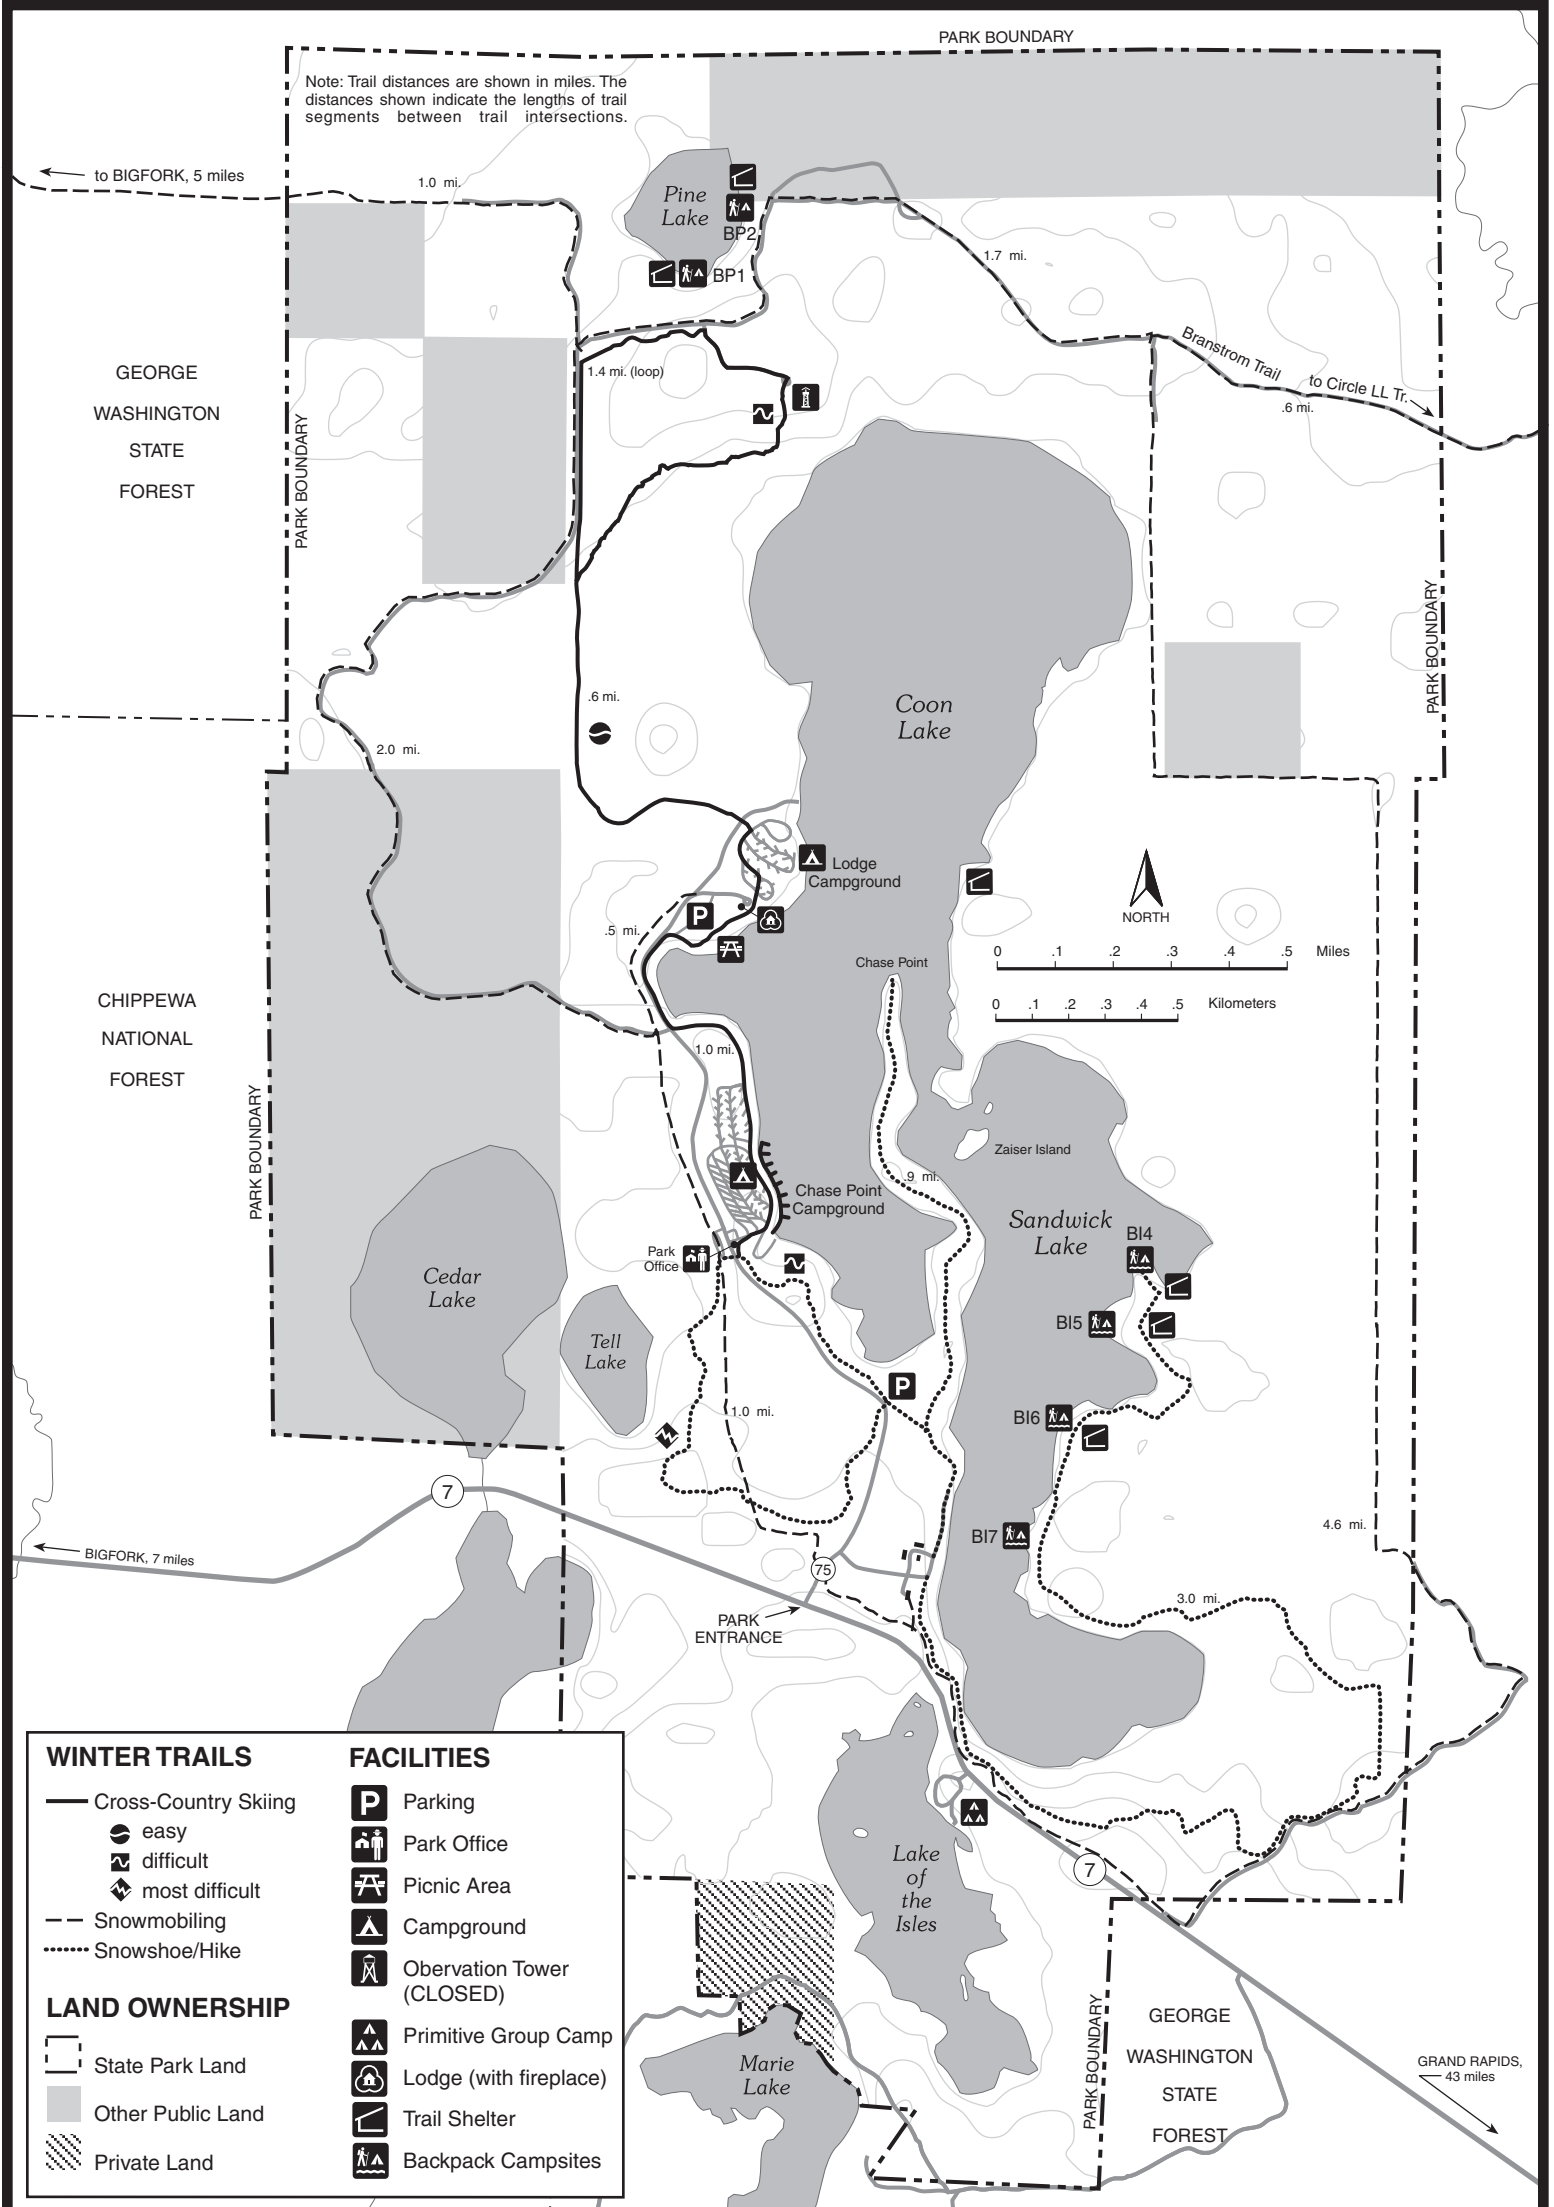 PARK BOUNDARY
Note: Trail distances are shown in miles. The
distances shown indicate the lengths of trail
segments between trail intersections.
to BIGFORK, 5 miles
1.0 mi.
Pine
Lake
BP2
BP1
1.7 mi.
Branstrom Trail
to Circle LL Tr.
.6 mi.
1.4 mi. (loop)
GEORGE
WASHINGTON
STATE
FOREST
PARK BOUNDARY
PARK BOUNDARY
.6 mi.
Coon
Lake
2.0 mi.
Lodge
Campground
P
.5 mi.
NORTH
0 .1 .2 .3 .4 .5 Miles
0 .1 .2 .3 .4 .5 Kilometers
Chase Point
CHIPPEWA
NATIONAL
FOREST
PARK BOUNDARY
1.0 mi.
Zaiser Island
.9 mi.
Chase Point
Campground
Sandwick
Lake
BI4
Park
Office
Cedar
Lake
Tell
Lake
BI5
P
1.0 mi.
BI6
7
BI7
4.6 mi.
BIGFORK, 7 miles
75
3.0 mi.
PARK
ENTRANCE
Lake
of
the
Isles
7
Marie
Lake
PARK BOUNDARY
GEORGE
WASHINGTON
STATE
FOREST
GRAND RAPIDS,
43 miles
WINTER TRAILS
Cross-Country Skiing
easy
difficult
most difficult
Snowmobiling
Snowshoe/Hike
LAND OWNERSHIP
State Park Land
Other Public Land
Private Land
FACILITIES
P Parking
Park Office
Picnic Area
Campground
Obervation Tower
(CLOSED)
Primitive Group Camp
Lodge (with fireplace)
Trail Shelter
Backpack Campsites